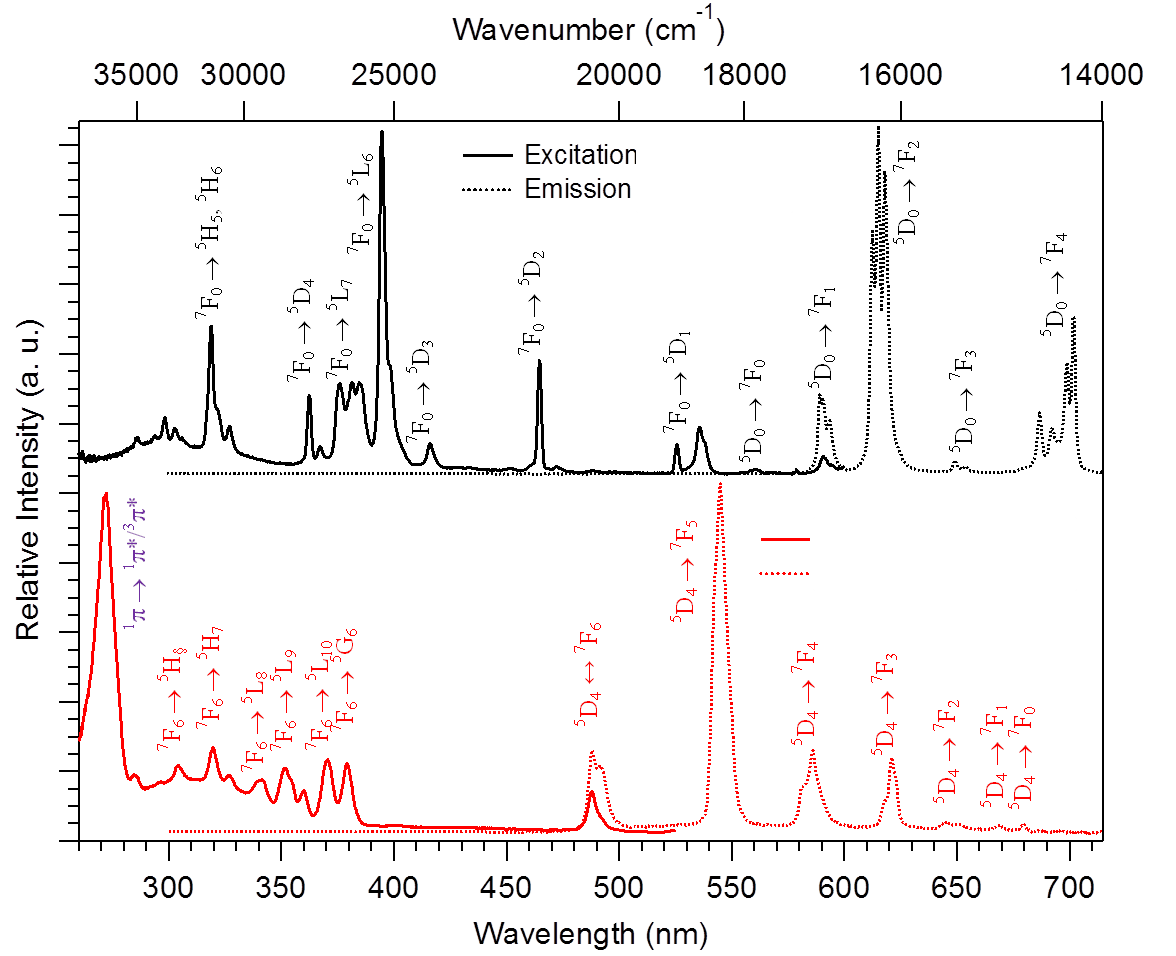 Wavenumber (cm⁻¹)
35000 30000 25000 20000 18000 16000 14000
Excitation
Emission
⁷F₀→⁵H₅, ⁵H₆
⁷F₀→⁵D₄
⁷F₀→⁵L₇
⁷F₀→⁵L₆
⁷F₀→⁵D₃
⁷F₀→⁵D₂
⁷F₀→⁵D₁
⁵D₀→⁷F₀
⁵D₀→⁷F₁
⁵D₀→⁷F₂
⁵D₀→⁷F₃
⁵D₀→⁷F₄
Relative Intensity (a. u.)
¹π→ ¹π*/³π*
⁷F₆→⁵H₈
⁷F₆→⁵H₇
⁷F₆→⁵L₈
⁷F₆→⁵L₉
⁷F₆→⁵L₁₀
⁷F₆→⁵G₆
⁵D₄↔⁷F₆
⁵D₄→⁷F₅
⁵D₄→⁷F₄
⁵D₄→⁷F₃
⁵D₄→⁷F₂
⁵D₄→⁷F₁
⁵D₄→⁷F₀
300 350 400 450 500 550 600 650 700
Wavelength (nm)